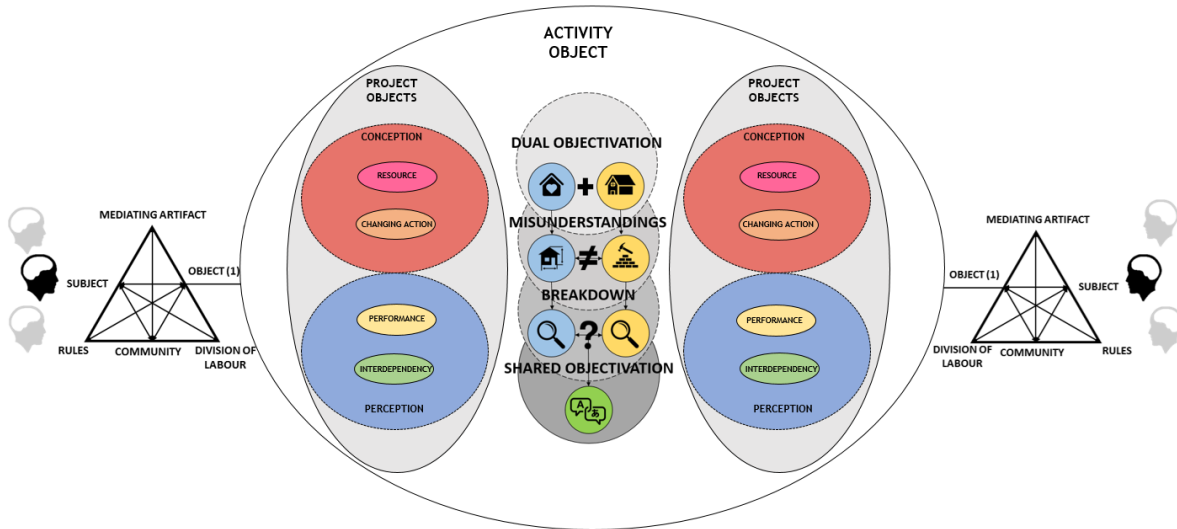 ACTIVITY
OBJECT
PROJECT
OBJECTS
CONCEPTION
RESOURCE
CHANGING ACTION
PERFORMANCE
INTERDEPENDENCY
PERCEPTION
DUAL OBJECTIVATION
+
MISUNDERSTANDINGS
≠
BREAKDOWN
?
SHARED OBJECTIVATION
A あ
PROJECT
OBJECTS
CONCEPTION
RESOURCE
CHANGING ACTION
PERFORMANCE
INTERDEPENDENCY
PERCEPTION
MEDIATING ARTIFACT
SUBJECT
OBJECT (1)
RULES
COMMUNITY
DIVISION OF
LABOUR
MEDIATING ARTIFACT
OBJECT (1)
SUBJECT
DIVISION OF
LABOUR
COMMUNITY
RULES